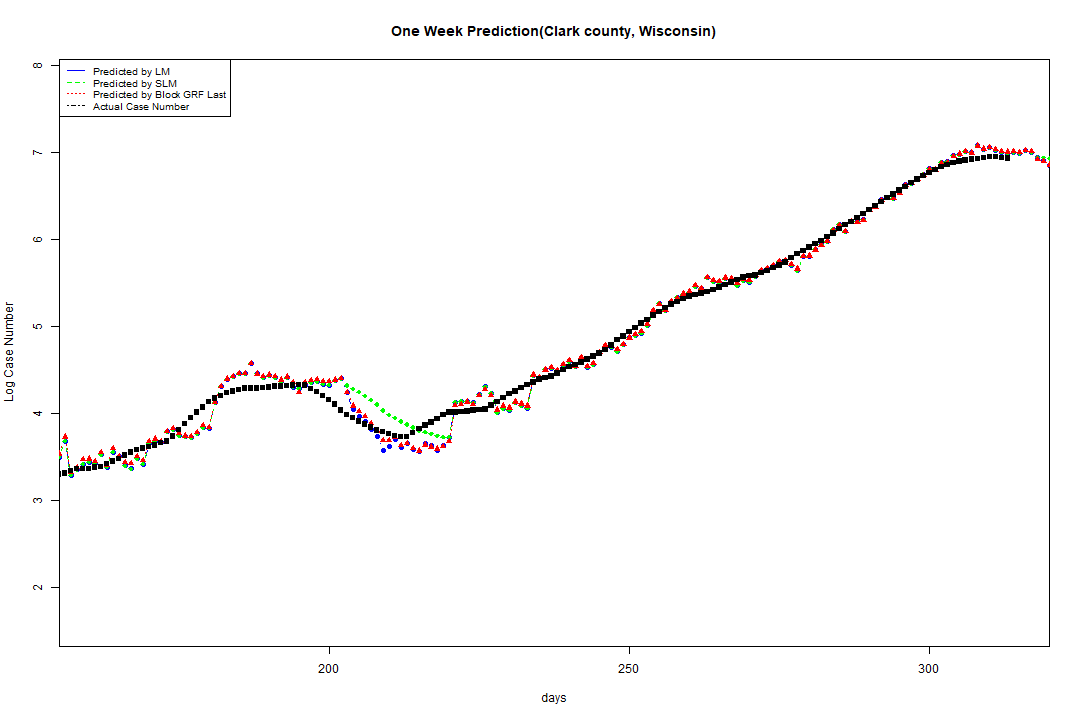 One Week Prediction(Clark county, Wisconsin)
Predicted by LM
Predicted by SLM
Predicted by Block GRF Last
Actual Case Number
8
7
6
5
4
3
2
Log Case Number
200 250 300
days